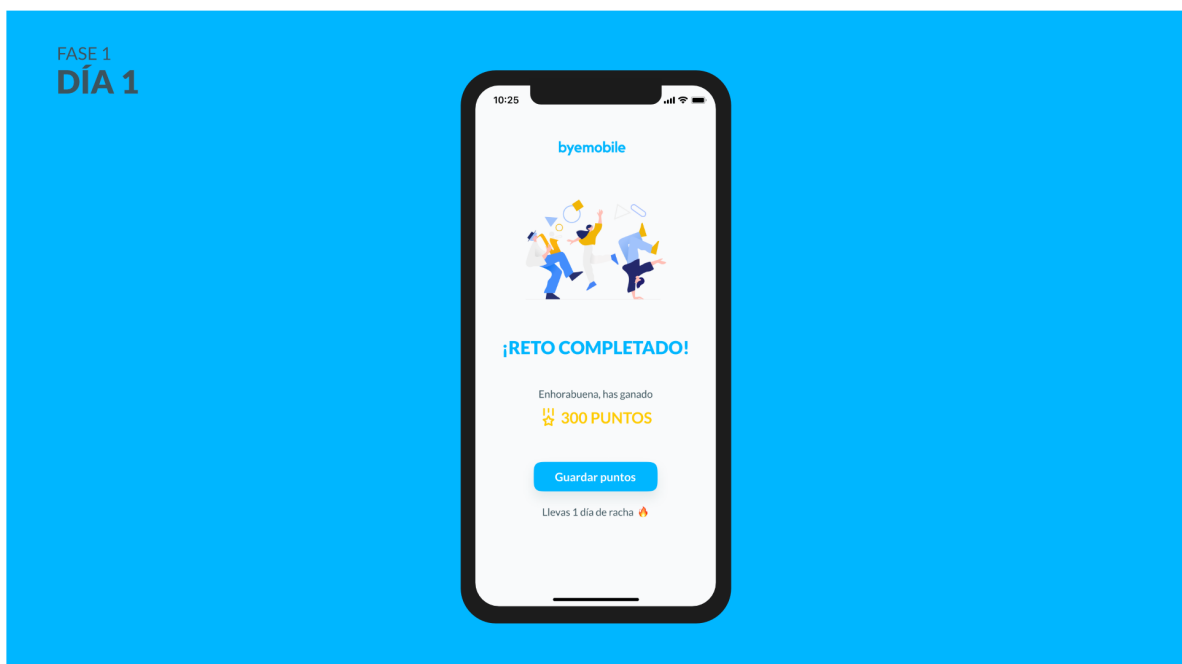 FASE 1
DÍA 1
10:25
byemobile
¡RETO COMPLETADO!
Enhorabuena, has ganado
300 PUNTOS
Guardar puntos
Llevas 1 día de racha 🔥